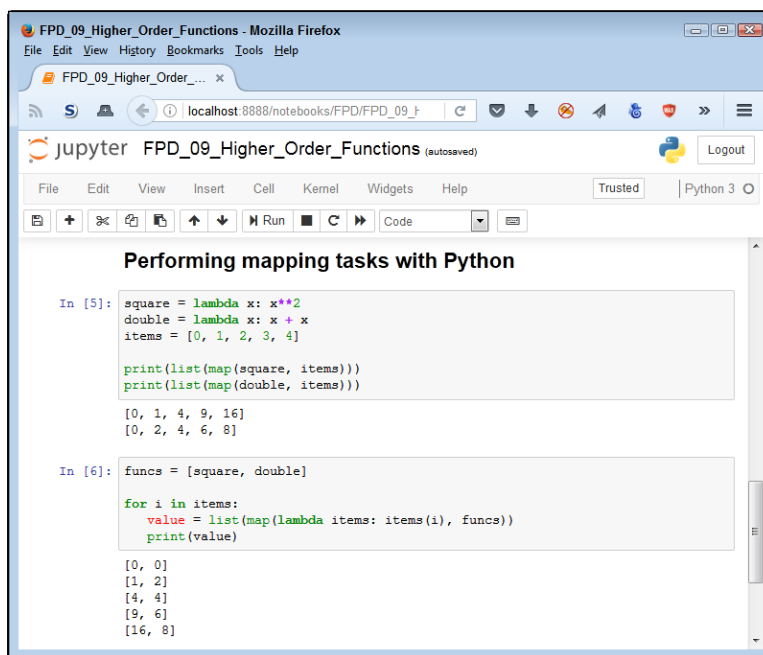 FPD_09_Higher_Order_Functions - Mozilla Firefox
File Edit View History Bookmarks Tools Help
FPD_09_Higher_Order_... ×
localhost:8888/notebooks/FPD/FPD_09_
jupyter FPD_09_Higher_Order_Functions (autosaved)
Logout
File Edit View Insert Cell Kernel Widgets Help
Trusted
Python 3
Run
Code
Performing mapping tasks with Python
In [5]: square = lambda x: x**2
double = lambda x: x + x
items = [0, 1, 2, 3, 4]
print(list(map(square, items)))
print(list(map(double, items)))
[0, 1, 4, 9, 16]
[0, 2, 4, 6, 8]
In [6]: funcs = [square, double]
for i in items:
value = list(map(lambda items: items(i), funcs))
print(value)
[0, 0]
[1, 2]
[4, 4]
[9, 6]
[16, 8]